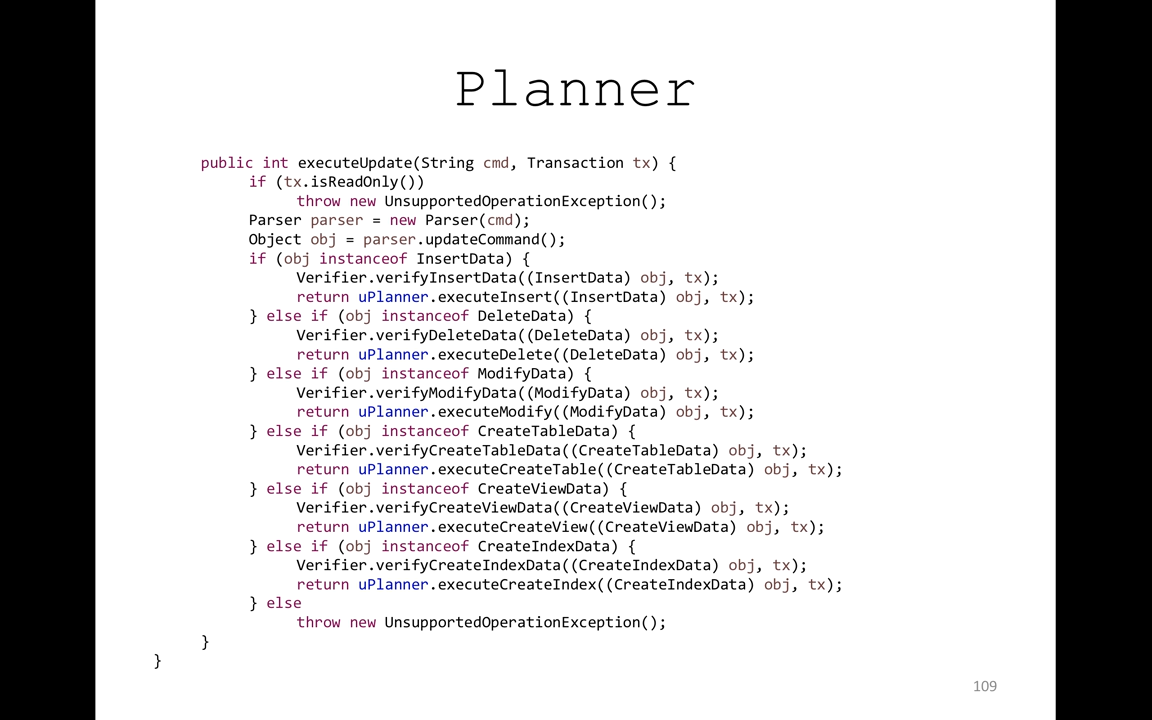 Planner
public int executeUpdate(String cmd, Transaction tx) {
if (tx.isReadOnly())
throw new UnsupportedOperationException();
Parser parser = new Parser(cmd);
Object obj = parser.updateCommand();
if (obj instanceof InsertData) {
Verifier.verifyInsertData((InsertData) obj, tx);
return uPlanner.executeInsert((InsertData) obj, tx);
} else if (obj instanceof DeleteData) {
Verifier.verifyDeleteData((DeleteData) obj, tx);
return uPlanner.executeDelete((DeleteData) obj, tx);
} else if (obj instanceof ModifyData) {
Verifier.verifyModifyData((ModifyData) obj, tx);
return uPlanner.executeModify((ModifyData) obj, tx);
} else if (obj instanceof CreateTableData) {
Verifier.verifyCreateTableData((CreateTableData) obj, tx);
return uPlanner.executeCreateTable((CreateTableData) obj, tx);
} else if (obj instanceof CreateViewData) {
Verifier.verifyCreateViewData((CreateViewData) obj, tx);
return uPlanner.executeCreateView((CreateViewData) obj, tx);
} else if (obj instanceof CreateIndexData) {
Verifier.verifyCreateIndexData((CreateIndexData) obj, tx);
return uPlanner.executeCreateIndex((CreateIndexData) obj, tx);
} else
throw new UnsupportedOperationException();
}
}
109